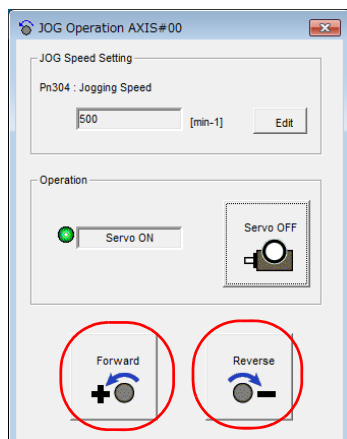 JOG Operation AXIS#00
JOG Speed Setting
Pn304 : Jogging Speed
500 [min-1] Edit
Operation
Servo ON
Servo OFF
Forward Reverse